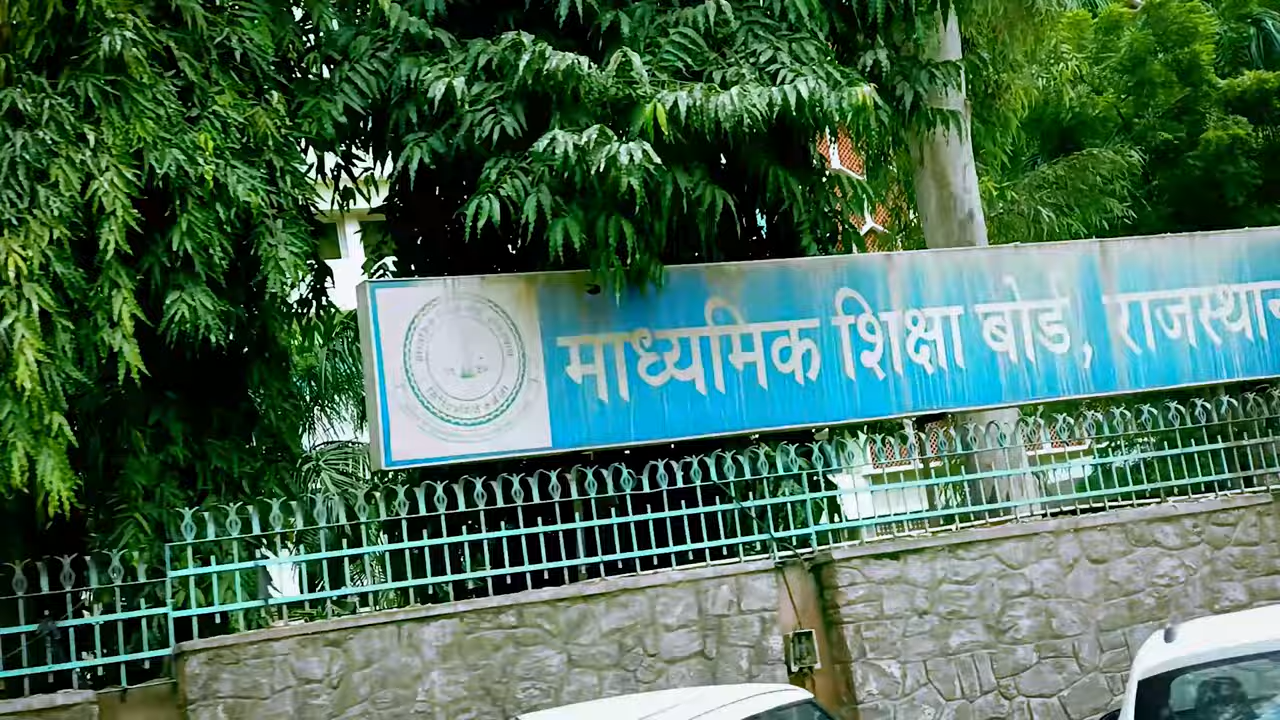 माध्यमिक शिक्षा बोर्ड, राजस्थान